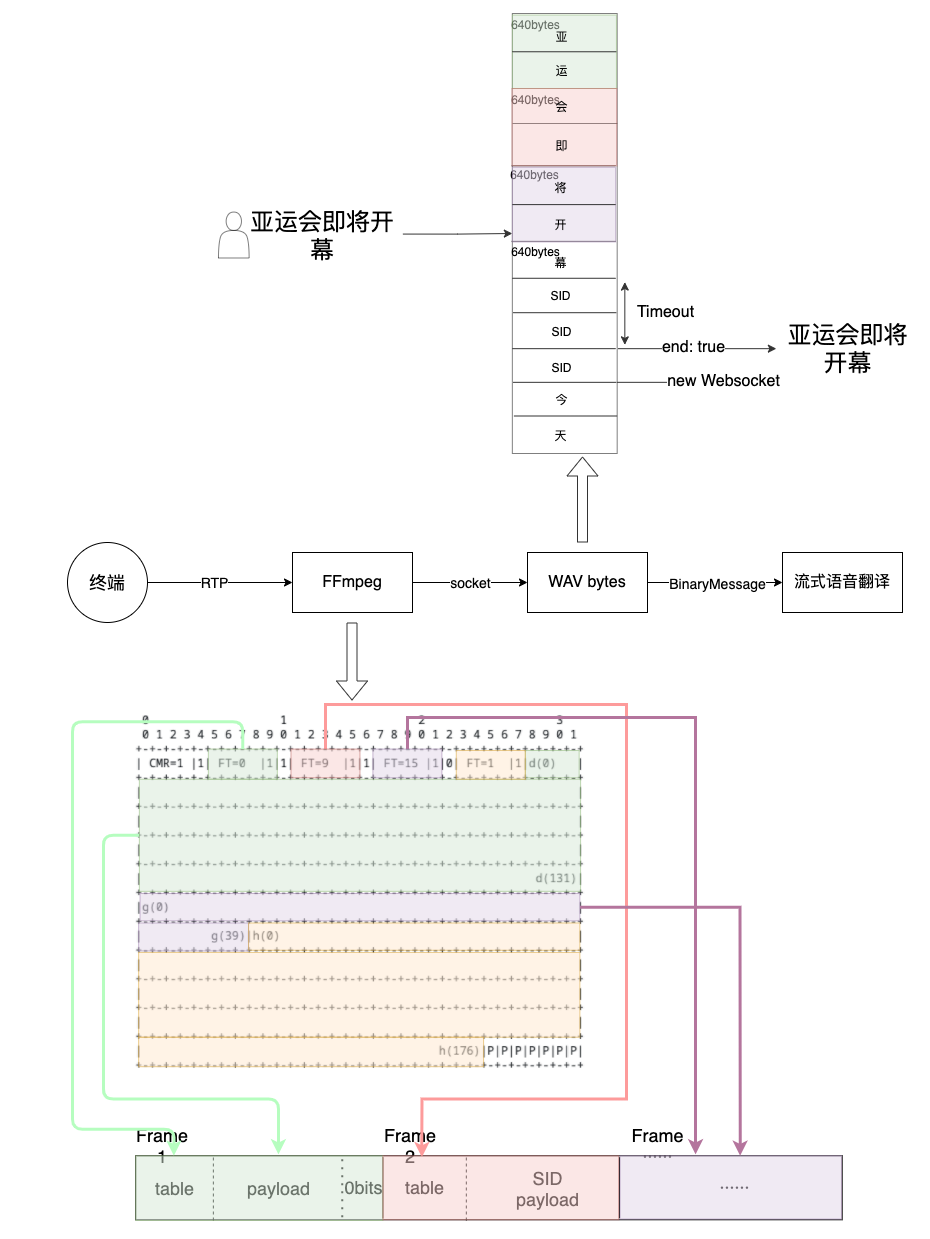 640bytes
亚
运
640bytes
会
即
640bytes
将
开
640bytes
幕
SID
SID
SID
今
天
亚运会即将开
幕
Timeout
end: true
亚运会即将
开幕
new Websocket
终端
RTP
FFmpeg
socket
WAV bytes
BinaryMessage
流式语音翻译
0 1 2 3
0 1 2 3 4 5 6 7 8 9 0 1 2 3 4 5 6 7 8 9 0 1 2 3 4 5 6 7 8 9 0 1
| CMR=1 |1| FT=0 |1|1| FT=9 |1|1| FT=15 |1|0| FT=1 |1|d(0) |
d(131)|
|g(0)
g(39)|h(0)
h(176)|P|P|P|P|P|P|P|
Frame
1
Frame
2
Frame
······
table
payload
0bits
table
SID
payload
······